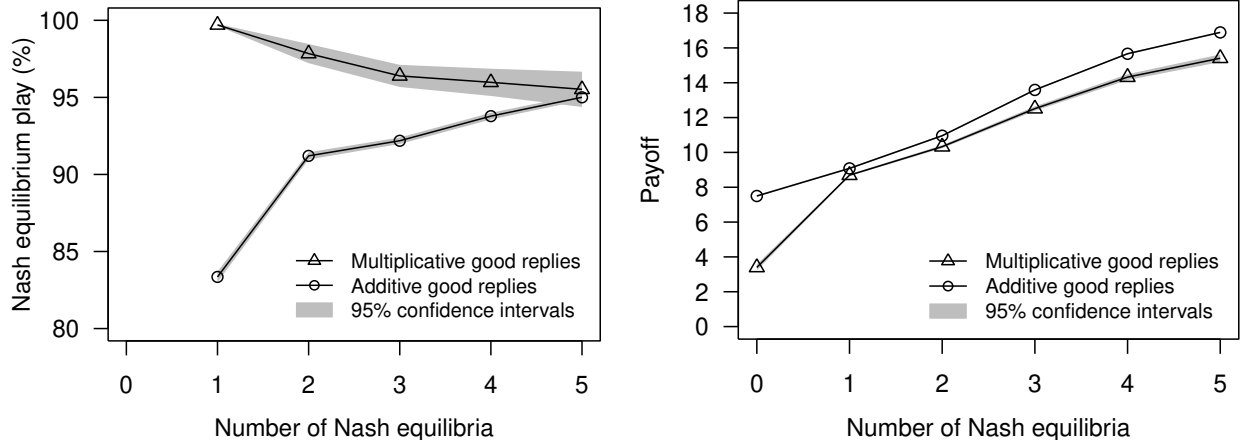 Nash equilibrium play (%)
100
95
90
85
80
Multiplicative good replies
Additive good replies
95% confidence intervals
0 1 2 3 4 5
Number of Nash equilibria
Payoff
18
16
14
12
10
8
6
4
2
0
Multiplicative good replies
Additive good replies
95% confidence intervals
0 1 2 3 4 5
Number of Nash equilibria